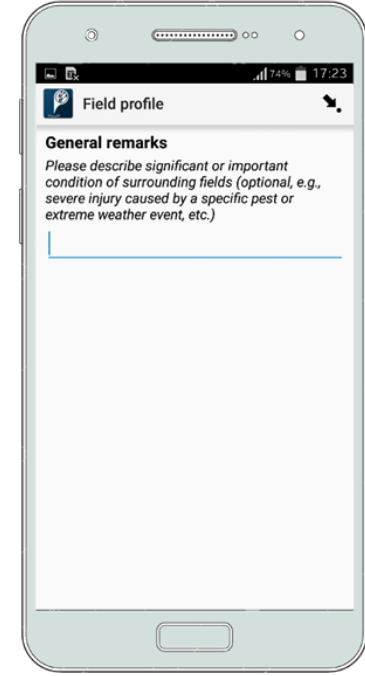 74% 17:23
Field profile
General remarks
Please describe significant or important
condition of surrounding fields (optional, e.g.,
severe injury caused by a specific pest or
extreme weather event, etc.)